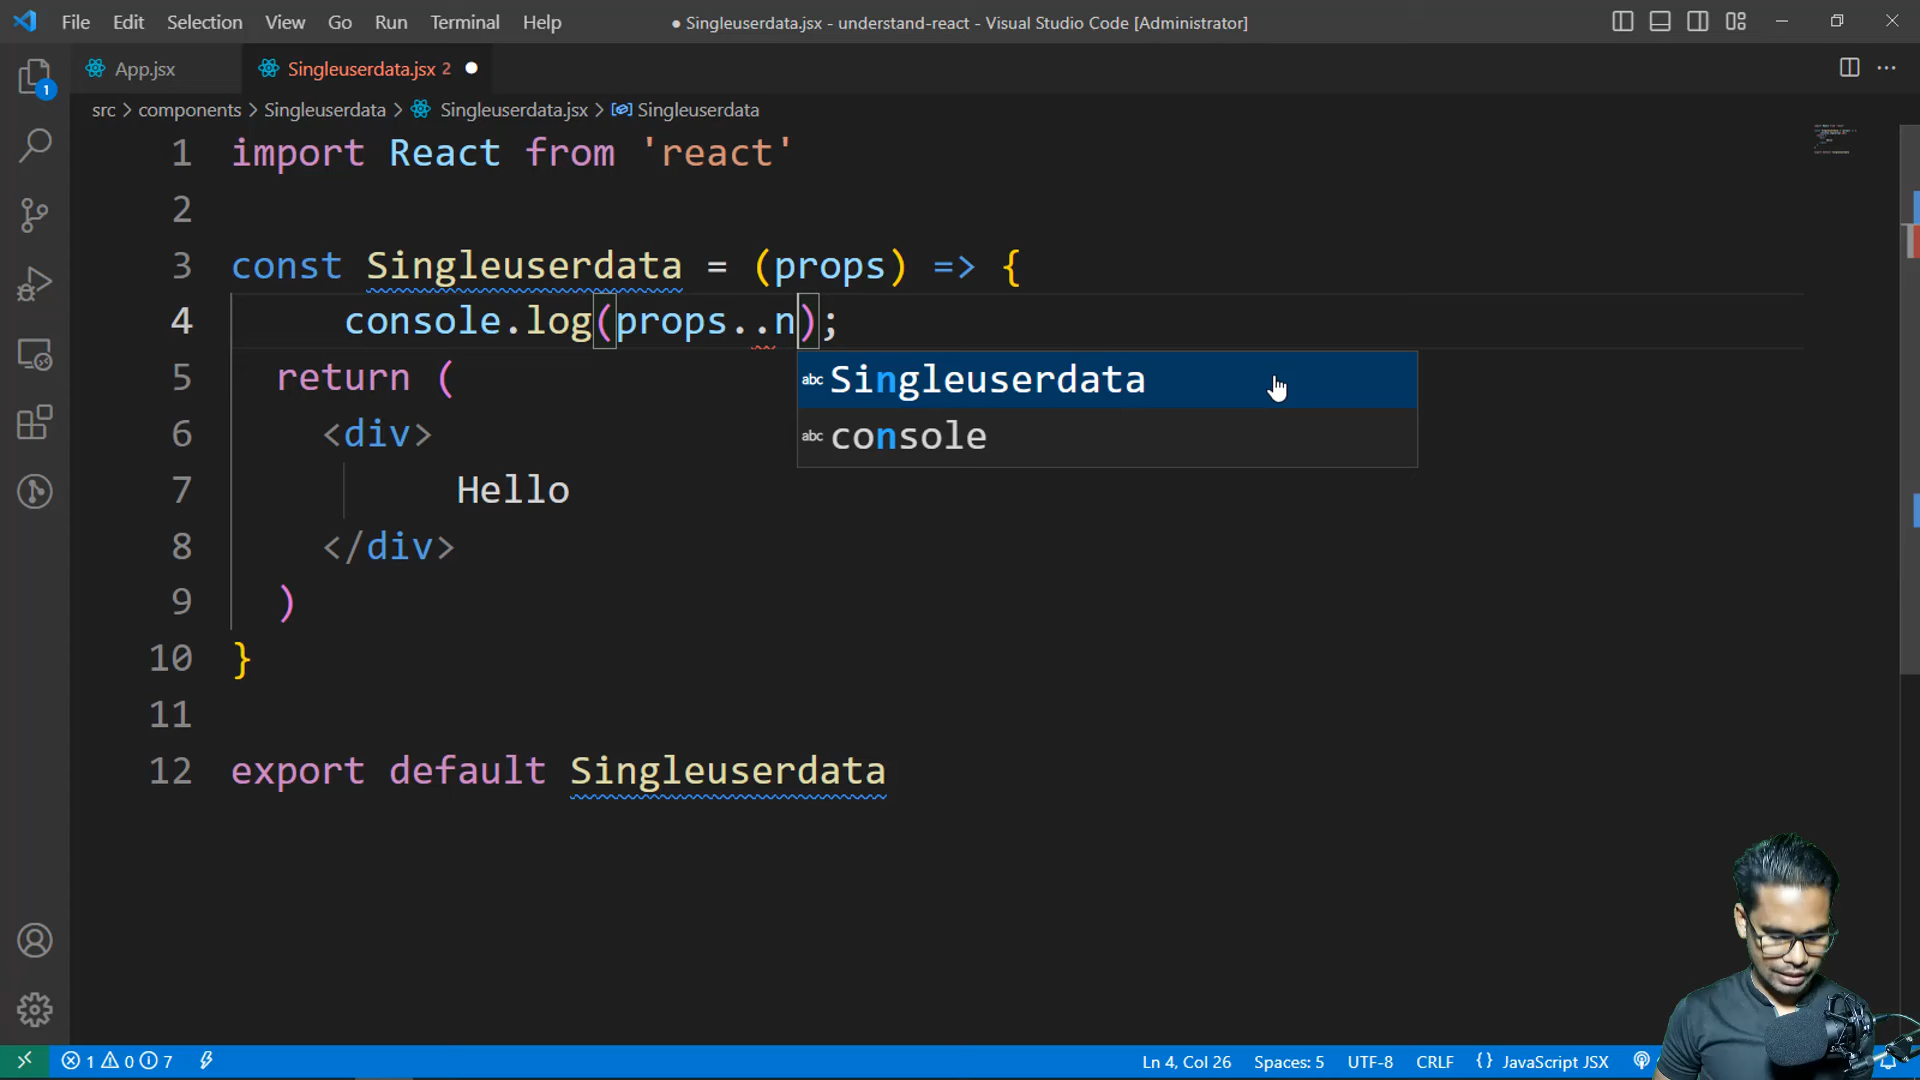 File Edit Selection View Go Run Terminal Help ● Singleuserdata.jsx - understand-react - Visual Studio Code [Administrator]
App.jsx Singleuserdata.jsx 2
src > components > Singleuserdata > Singleuserdata.jsx > Singleuserdata
1 import React from 'react'
2
3 const Singleuserdata = (props) => {
4 console.log(props..n);
abc Singleuserdata
abc console
5 return (
6 <div>
7 Hello
8 </div>
9 )
10 }
11
12 export default Singleuserdata
1
1 0 7 Ln 4, Col 26 Spaces: 5 UTF-8 CRLF {} JavaScript JSX